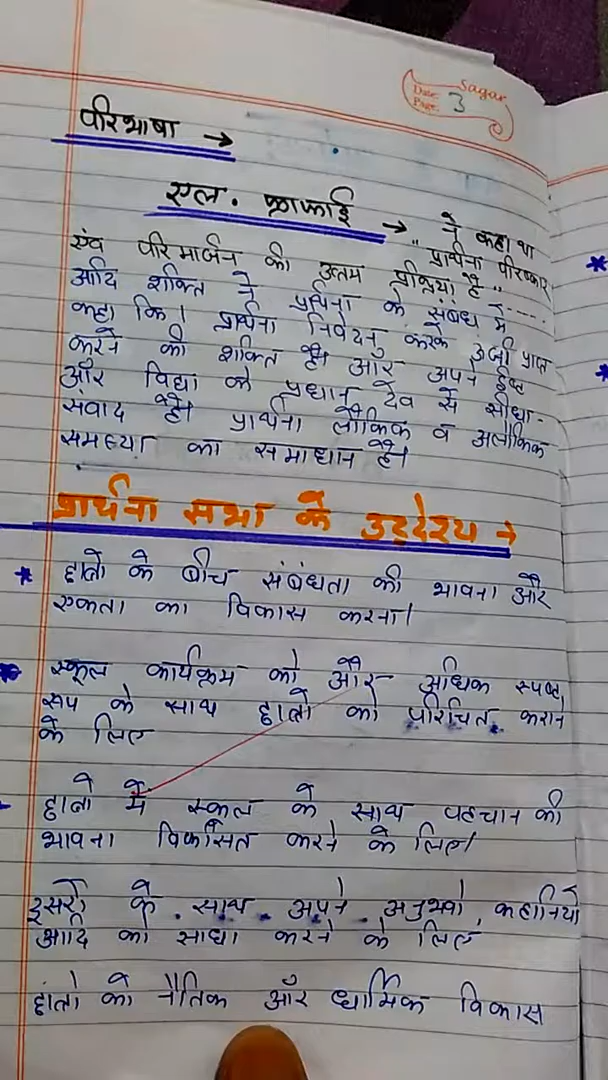 Sagar
Date:
Page: 3
परिभाषा →
एल. क्राफाई → ने कहा था
"प्रार्थना परिष्कार
एंव परिमार्जन की उत्तम प्रक्रिया है"
आदि शक्ति ने प्रार्थना के संबंध में
कहा कि। प्रार्थना निवेदन करके उर्जा प्राप्त
करने की शक्ति है और अपने ईष्ट
और विद्या के प्रधान देव से सीधा-
संवाद है। प्रार्थना लौकिक व अलौकिक
समस्या का समाधान है।
प्रार्थना सभा के उद्देश्य →
* छात्रो के बीच संबंधता की भावना और
एकता का विकास करना।
स्कूल कार्यक्रम को और अधिक स्पष्ट
रूप के साथ छात्रो को परिचित कराने
के लिए
छात्रो में स्कूल के साथ पहचान की
भावना विकसित करने के लिए।
दूसरो के साथ अपने अनुभवो, कहानियो
आदि को साझा करने के लिए
छात्रो को नैतिक और धार्मिक विकास